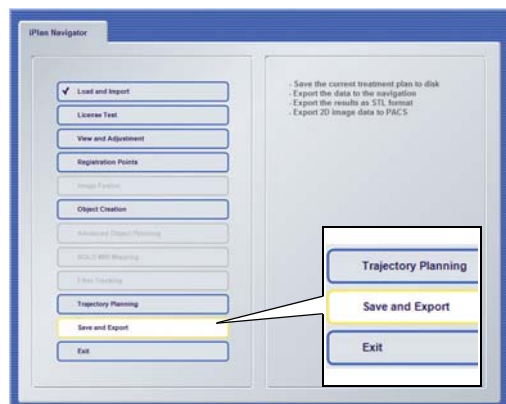 iPlan Navigator
Load and Import
License Test
View and Adjustment
Registration Points
Image Fusion
Object Creation
Advanced Object Planning
BOLD MRI Mapping
Fiber Tracking
Trajectory Planning
Save and Export
Exit
- Save the current treatment plan to disk
- Export the data to the navigation
- Export the results as STL format
- Export 2D image data to PACS
Trajectory Planning
Save and Export
Exit